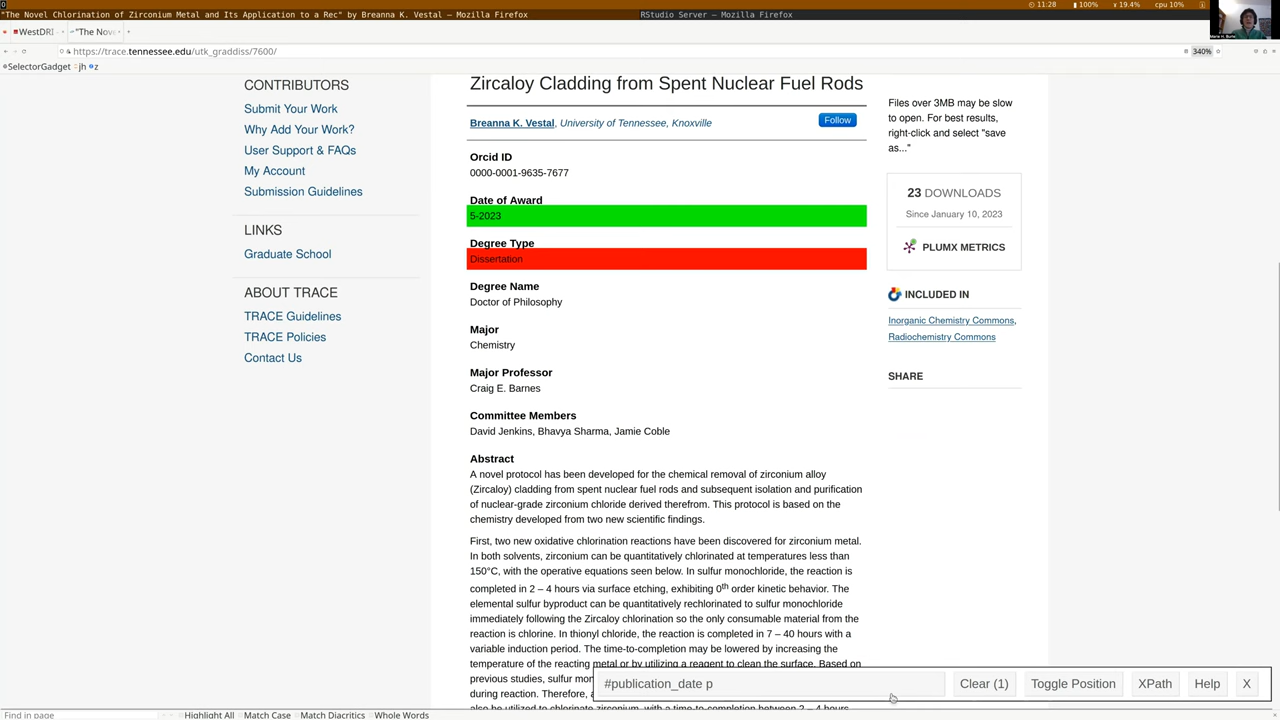 0
11:28
100%
19.4%
cpu 10%
1
"The Novel Chlorination of Zirconium Metal and Its Application to a Rec" by Breanna K. Vestal — Mozilla Firefox
RStudio Server — Mozilla Firefox
WestDRI
"The Nov
https://trace.tennessee.edu/utk_graddiss/7600/
340%
SelectorGadget
jh
z
CONTRIBUTORS
Submit Your Work
Why Add Your Work?
User Support & FAQs
My Account
Submission Guidelines
LINKS
Graduate School
ABOUT TRACE
TRACE Guidelines
TRACE Policies
Contact Us
Zircaloy Cladding from Spent Nuclear Fuel Rods
Breanna K. Vestal, University of Tennessee, Knoxville
Follow
Orcid ID
0000-0001-9635-7677
Date of Award
5-2023
Degree Type
Dissertation
Degree Name
Doctor of Philosophy
Major
Chemistry
Major Professor
Craig E. Barnes
Committee Members
David Jenkins, Bhavya Sharma, Jamie Coble
Abstract
A novel protocol has been developed for the chemical removal of zirconium alloy
(Zircaloy) cladding from spent nuclear fuel rods and subsequent isolation and purification
of nuclear-grade zirconium chloride derived therefrom. This protocol is based on the
chemistry developed from two new scientific findings.
First, two new oxidative chlorination reactions have been discovered for zirconium metal.
In both solvents, zirconium can be quantitatively chlorinated at temperatures less than
150°C, with the operative equations seen below. In sulfur monochloride, the reaction is
completed in 2 – 4 hours via surface etching, exhibiting 0th order kinetic behavior. The
elemental sulfur byproduct can be quantitatively rechlorinated to sulfur monochloride
immediately following the Zircaloy chlorination so the only consumable material from the
reaction is chlorine. In thionyl chloride, the reaction is completed in 7 – 40 hours with a
variable induction period. The time-to-completion may be lowered by increasing the
temperature of the reacting metal or by utilizing a reagent to clean the surface. Based on
previous studies, sulfur mon
during reaction. Therefore,
also be utilized to chlorinate zirconium, with a time-to-completion between 2 – 4 hours
Files over 3MB may be slow
to open. For best results,
right-click and select "save
as..."
23 DOWNLOADS
Since January 10, 2023
PLUMX METRICS
INCLUDED IN
Inorganic Chemistry Commons,
Radiochemistry Commons
SHARE
#publication_date p
Clear (1)
Toggle Position
XPath
Help
X
Find in page
Highlight All
Match Case
Match Diacritics
Whole Words